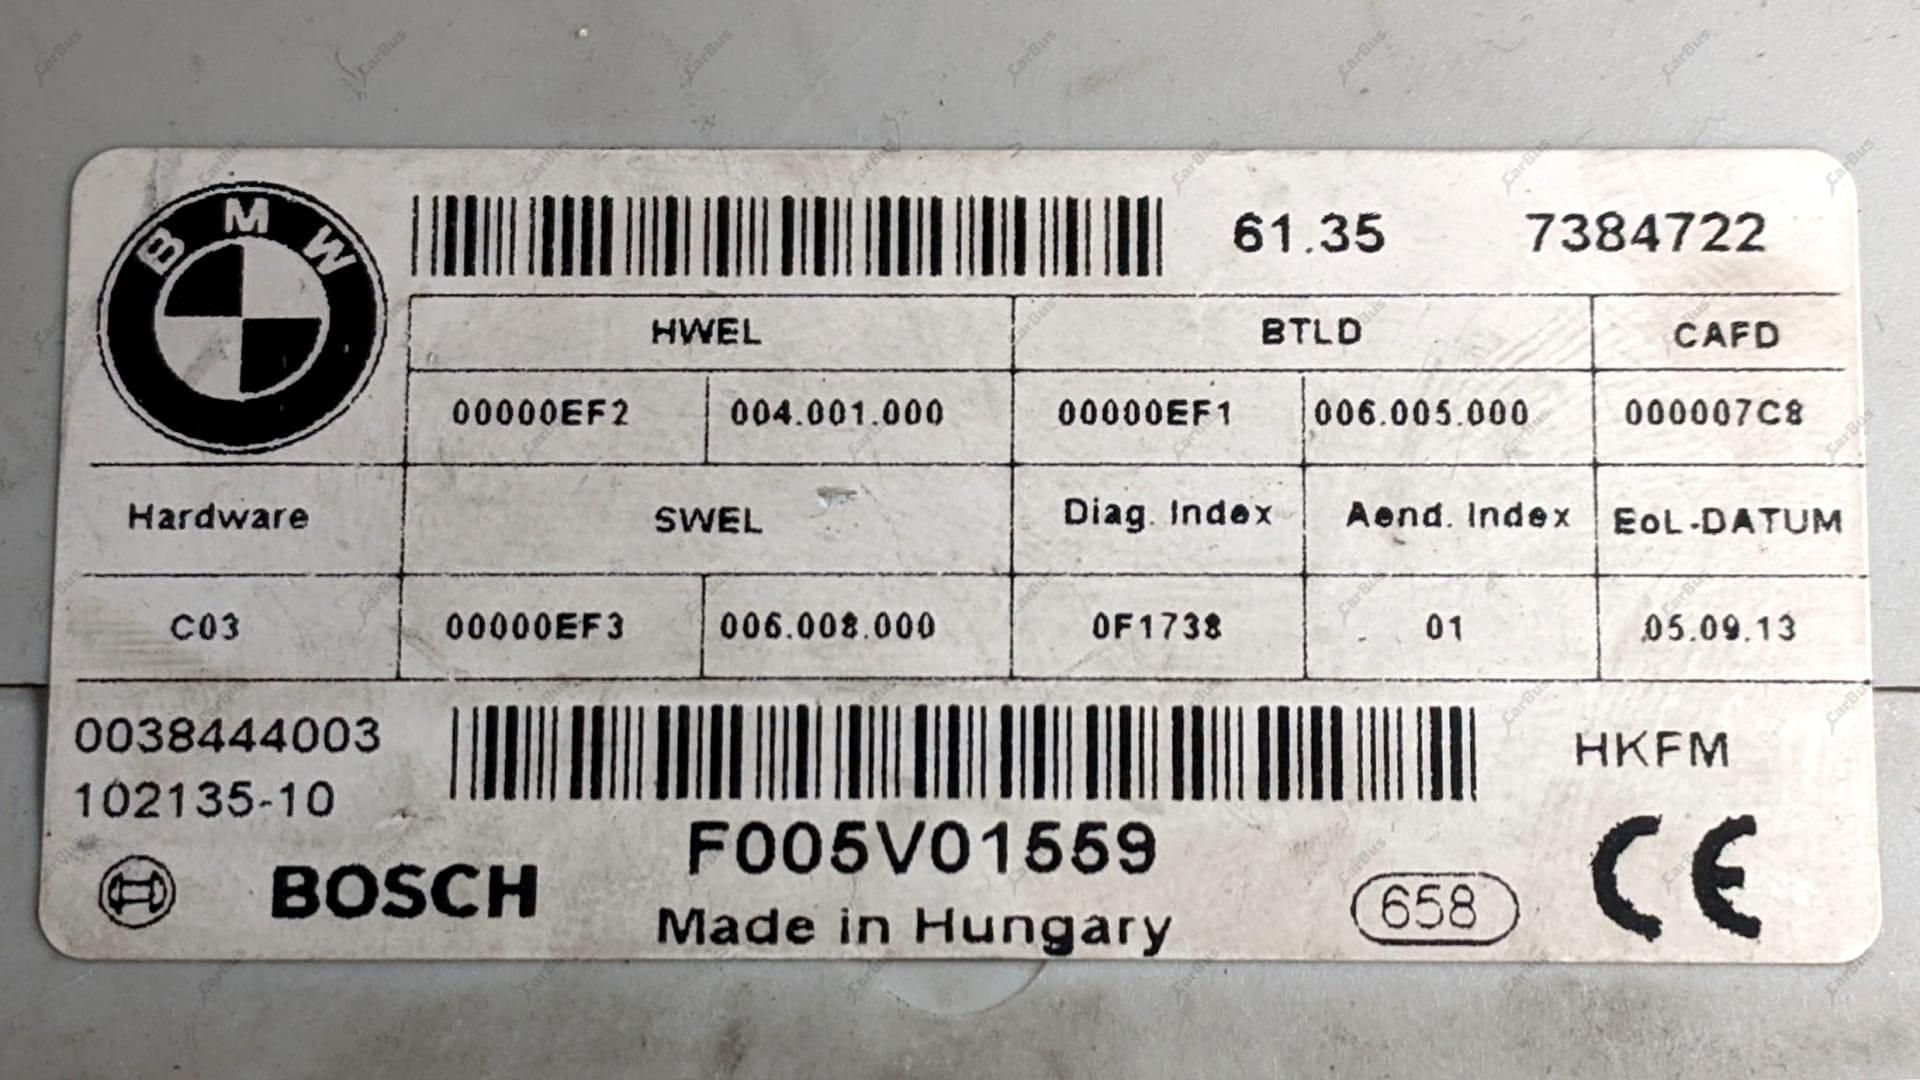 BMW
61.35 7384722
HWEL BTLD CAFD
00000EF2 004.001.000 00000EF1 006.005.000 000007C8
Hardware SWEL Diag. Index Aend. Index EoL-DATUM
C03 00000EF3 006.008.000 0F1738 01 05.09.13
0038444003 HKFM
102135-10
F005V01559
BOSCH
Made in Hungary
658
CE
CarBus